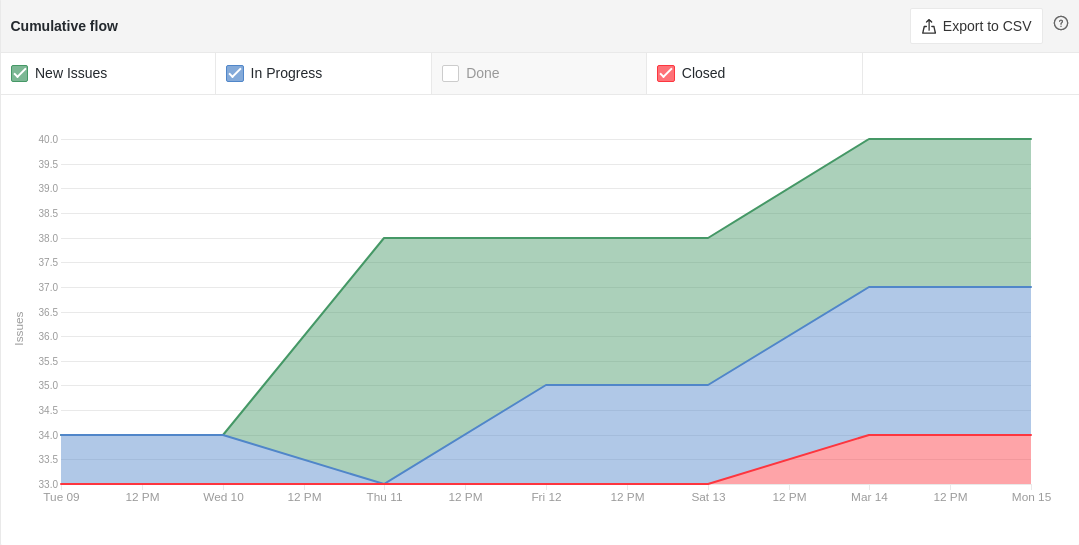 Cumulative flow
Export to CSV
?
New Issues
In Progress
Done
Closed
Issues
40.0
39.5
39.0
38.5
38.0
37.5
37.0
36.5
36.0
35.5
35.0
34.5
34.0
33.5
33.0
Tue 09 12 PM Wed 10 12 PM Thu 11 12 PM Fri 12 12 PM Sat 13 12 PM Mar 14 12 PM Mon 15